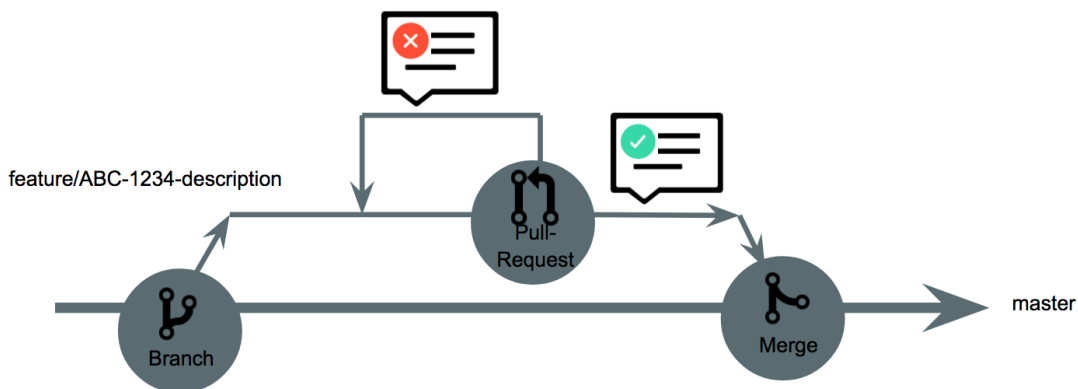 feature/ABC-1234-description
Pull-
Request
master
Branch
Merge